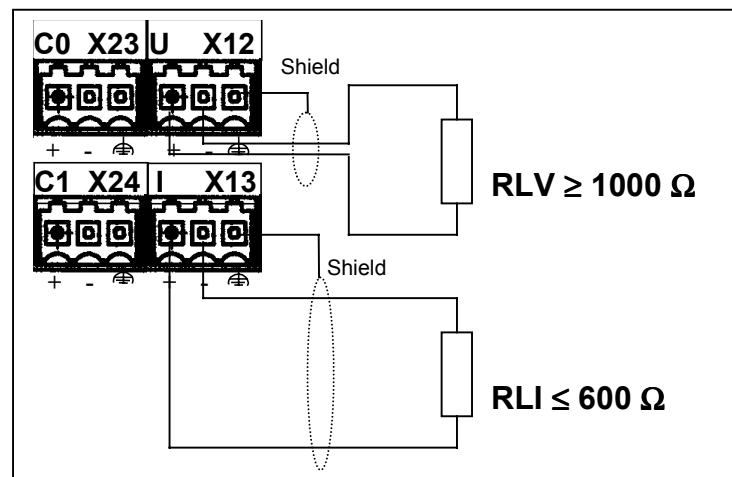 C0 X23 U X12
Shield
+ - + -
RLV ≥ 1000 Ω
C1 X24 I X13
Shield
+ - + -
RLI ≤ 600 Ω